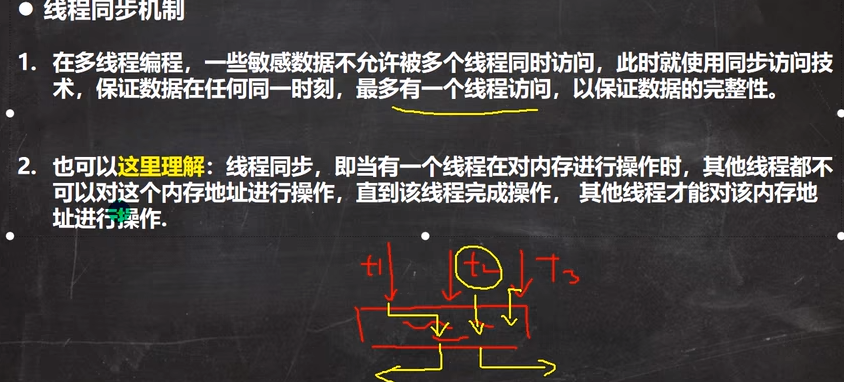 ● 线程同步机制
1. 在多线程编程，一些敏感数据不允许被多个线程同时访问，此时就使用同步访问技
术，保证数据在任何同一时刻，最多有一个线程访问，以保证数据的完整性。
2. 也可以这里理解：线程同步，即当有一个线程在对内存进行操作时，其他线程都不
可以对这个内存地址进行操作，直到该线程完成操作， 其他线程才能对该内存地
址进行操作.
t1 t2 T3